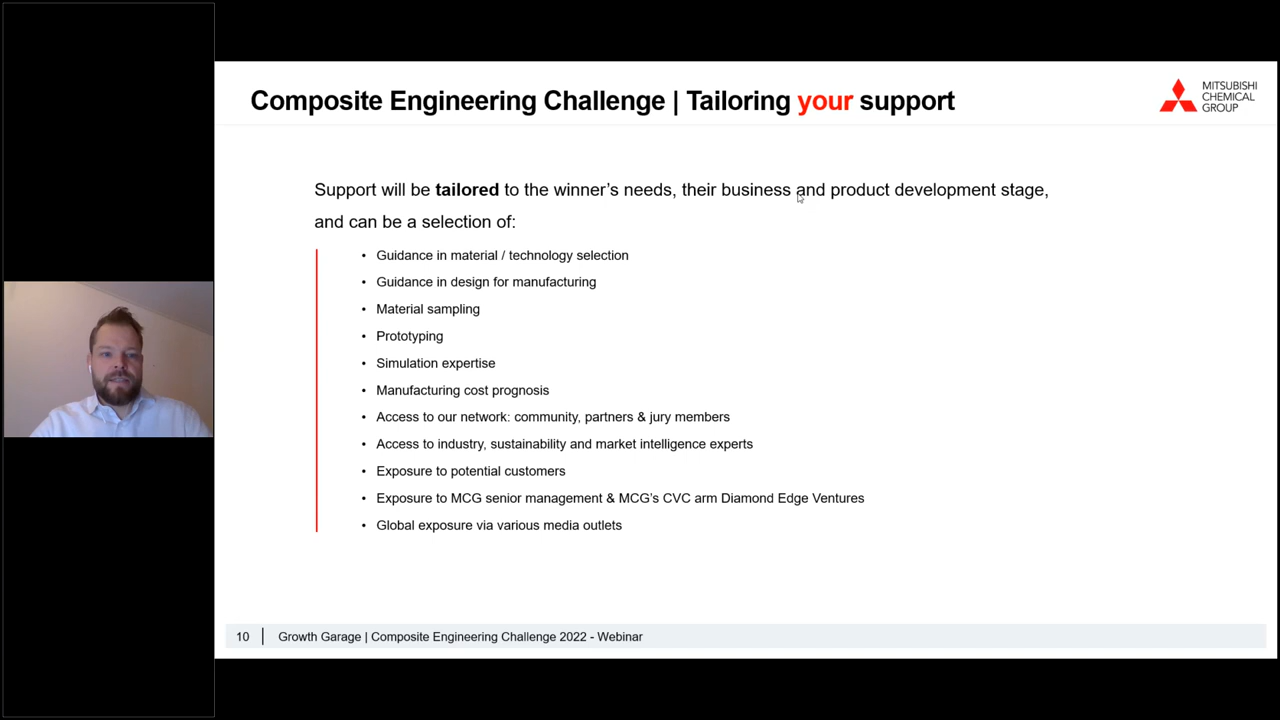 Composite Engineering Challenge | Tailoring your support
MITSUBISHI
CHEMICAL
GROUP
Support will be tailored to the winner’s needs, their business and product development stage,
and can be a selection of:
• Guidance in material / technology selection
• Guidance in design for manufacturing
• Material sampling
• Prototyping
• Simulation expertise
• Manufacturing cost prognosis
• Access to our network: community, partners & jury members
• Access to industry, sustainability and market intelligence experts
• Exposure to potential customers
• Exposure to MCG senior management & MCG’s CVC arm Diamond Edge Ventures
• Global exposure via various media outlets
10 | Growth Garage | Composite Engineering Challenge 2022 - Webinar